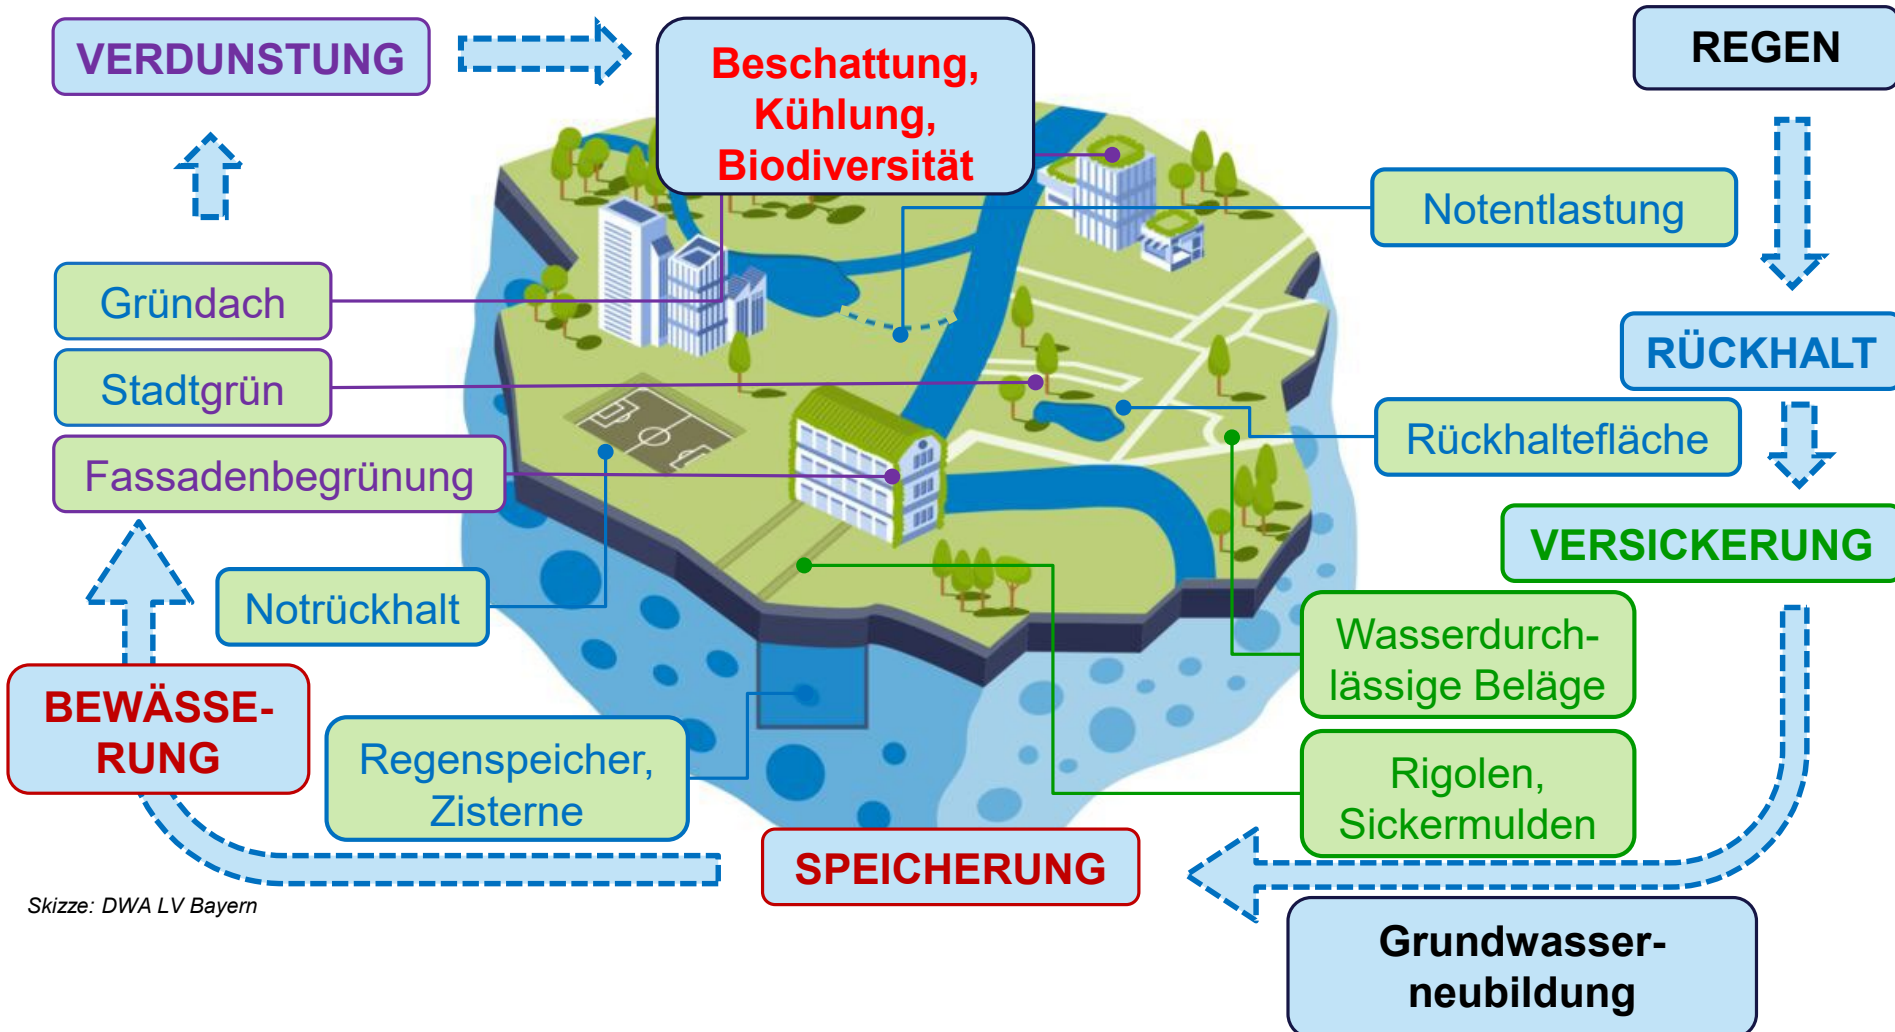 VERDUNSTUNG
Beschattung,
Kühlung,
Biodiversität
REGEN
Notentlastung
Gründach
RÜCKHALT
Stadtgrün
Rückhaltefläche
Fassadenbegrünung
VERSICKERUNG
Notrückhalt
Wasserdurch-
lässige Beläge
BEWÄSSE-
RUNG
Regenspeicher,
Zisterne
Rigolen,
Sickermulden
SPEICHERUNG
Skizze: DWA LV Bayern
Grundwasser-
neubildung